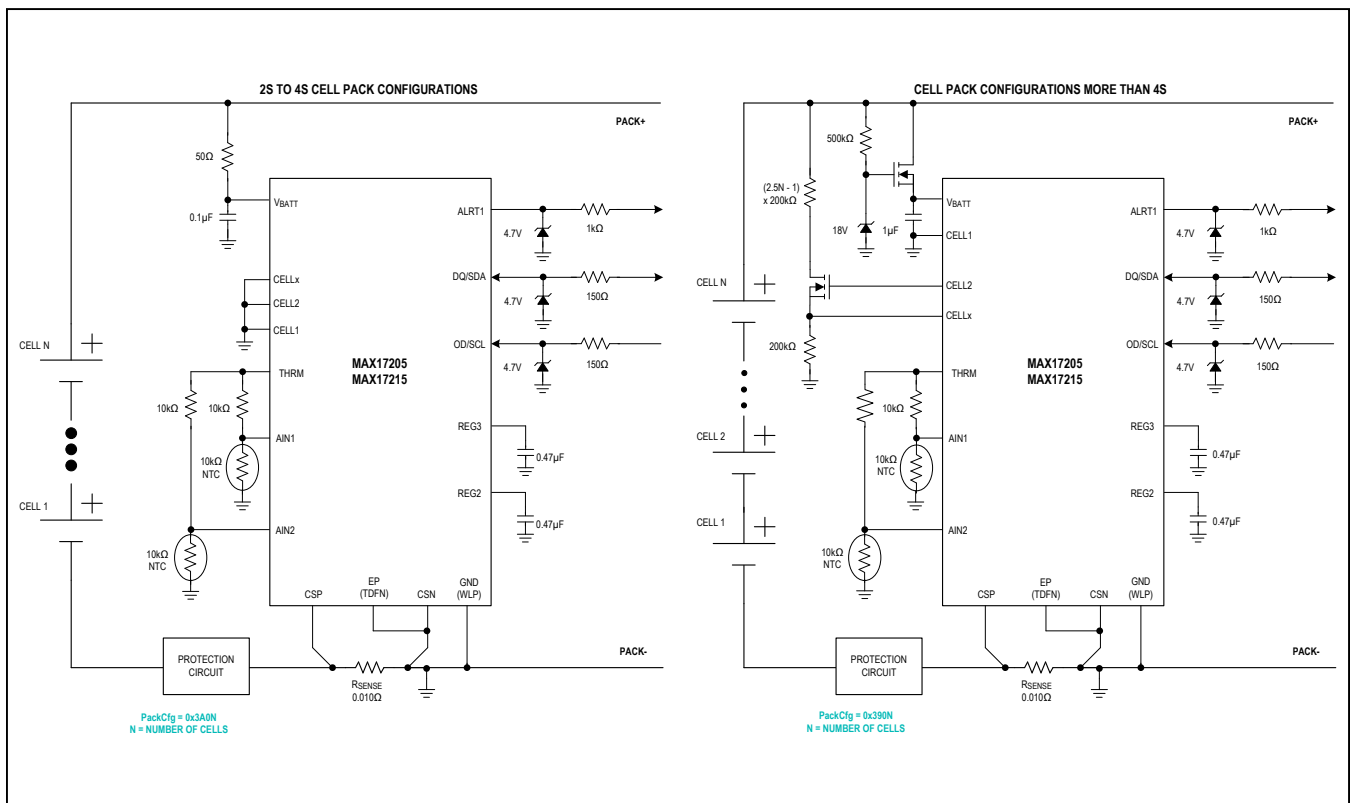 2S TO 4S CELL PACK CONFIGURATIONS
PACK+
50Ω
0.1µF
VBATT
CELLx
CELL2
CELL1
THRM
10kΩ
10kΩ
AIN1
10kΩ
NTC
AIN2
10kΩ
NTC
CELL N
CELL 1
MAX17205
MAX17215
ALRT1
4.7V
1kΩ
DQ/SDA
4.7V
150Ω
OD/SCL
4.7V
150Ω
REG3
0.47µF
REG2
0.47µF
CSP
EP
(TDFN)
CSN
GND
(WLP)
PROTECTION
CIRCUIT
RSENSE
0.010Ω
PACK-
PackCfg = 0x3A0N
N = NUMBER OF CELLS
CELL PACK CONFIGURATIONS MORE THAN 4S
PACK+
500kΩ
(2.5N - 1)
x 200kΩ
18V
1µF
VBATT
CELL1
CELL2
CELLx
200kΩ
THRM
10kΩ
AIN1
10kΩ
NTC
AIN2
10kΩ
NTC
CELL N
CELL 2
CELL 1
MAX17205
MAX17215
ALRT1
4.7V
1kΩ
DQ/SDA
4.7V
150Ω
OD/SCL
4.7V
150Ω
REG3
0.47µF
REG2
0.47µF
CSP
EP
(TDFN)
CSN
GND
(WLP)
PROTECTION
CIRCUIT
RSENSE
0.010Ω
PACK-
PackCfg = 0x390N
N = NUMBER OF CELLS